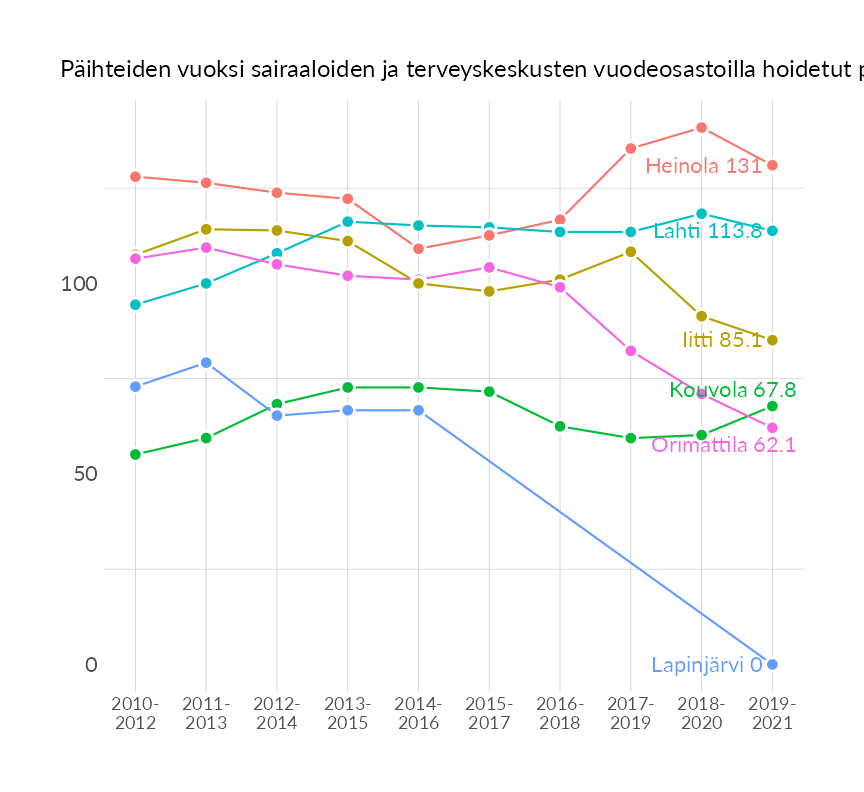 Päihteiden vuoksi sairaaloiden ja terveyskeskusten vuodeosastoilla hoidetut
Heinola 131
Lahti 113.8
100
Iitti 85.1
Kouvola 67.8
Orimattila 62.1
50
Lapinjärvi 0
0
2010- 2011- 2012- 2013- 2014- 2015- 2016- 2017- 2018- 2019-
2012 2013 2014 2015 2016 2017 2018 2019 2020 2021